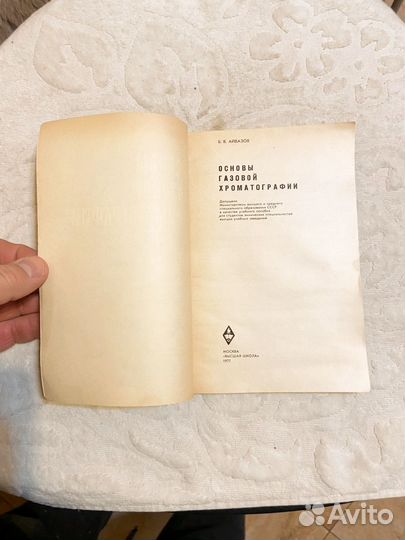 Б. В. АЙВАЗОВ
ОСНОВЫ
ГАЗОВОЙ
ХРОМАТОГРАФИИ
Допущено
Министерством высшего и среднего
специального образования СССР
в качестве учебного пособия
для студентов химических специальностей
высших учебных заведений
МОСКВА
«ВЫСШАЯ ШКОЛА»
1977
Avito